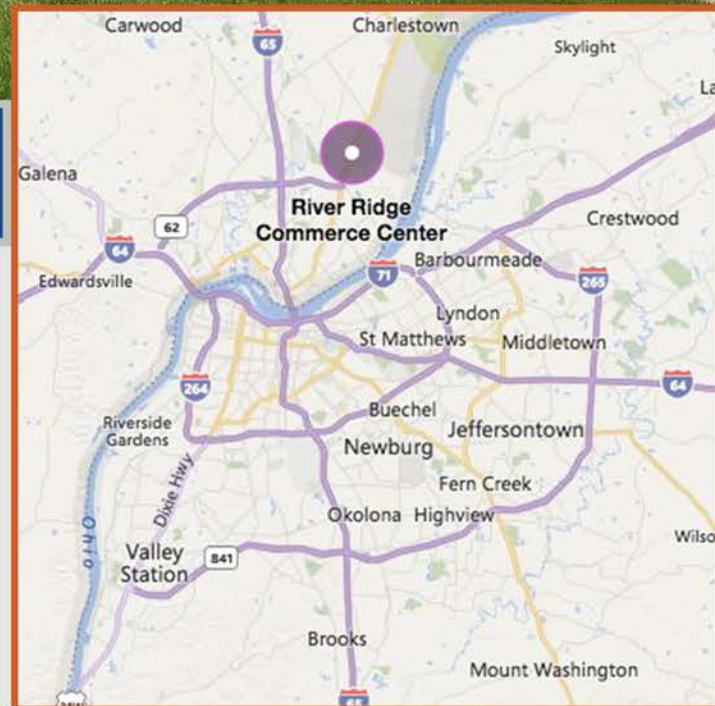 Carwood
65
Charlestown
Skylight
Galena
62
River Ridge
Commerce Center
Crestwood
64
71
Barbourmeade
Edwardsville
265
Lyndon
St Matthews
Middletown
264
64
Buechel
Riverside
Gardens
Jeffersontown
Newburg
Dixie Hwy
Fern Creek
Okolona
Highview
Ohio
Valley
Station
841
Brooks
Mount Washington
65